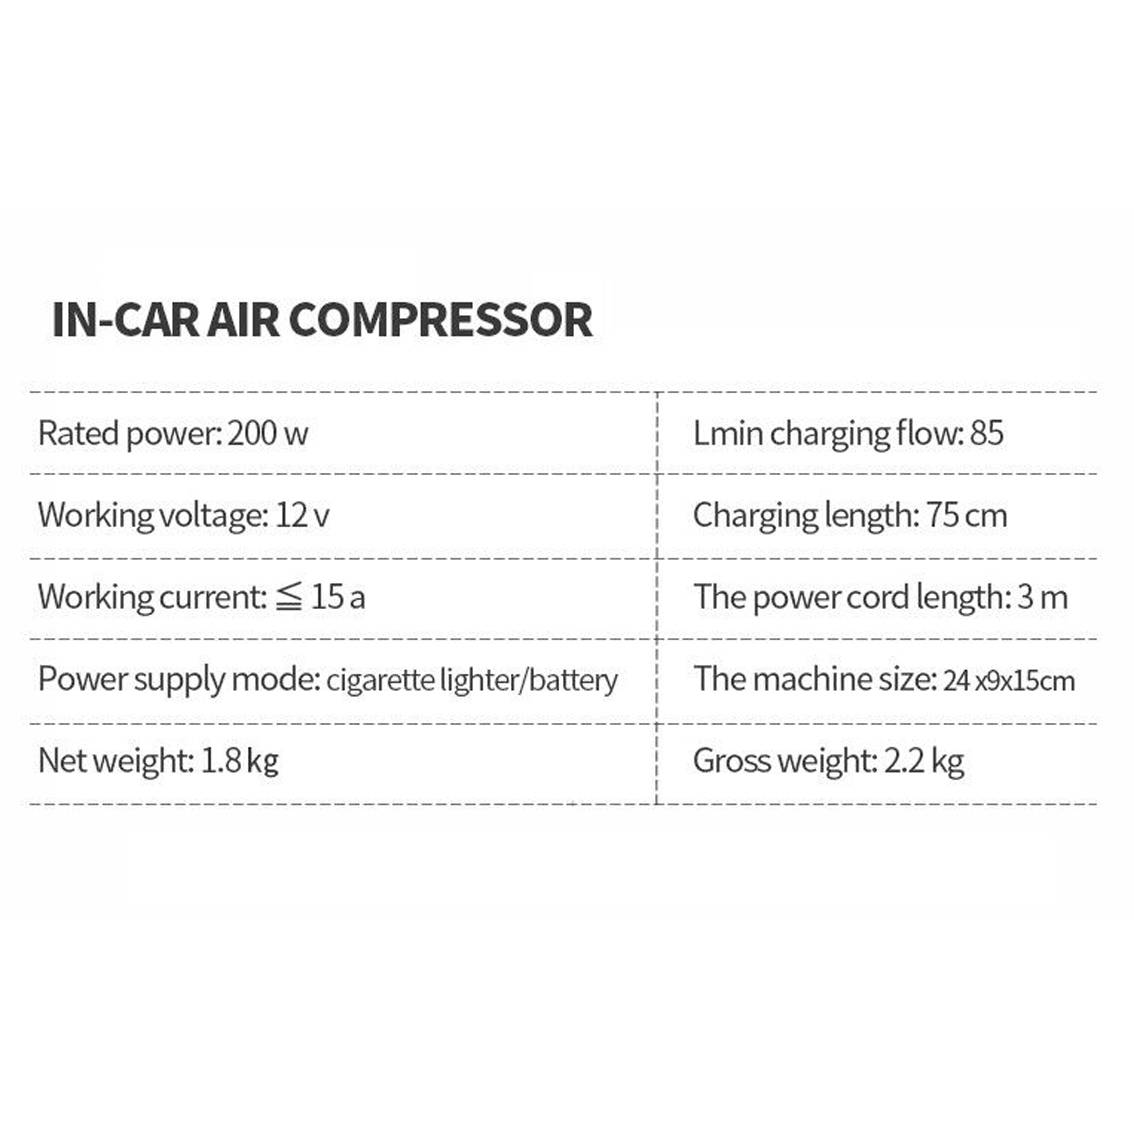 IN-CAR AIR COMPRESSOR
Rated power: 200 w
Lmin charging flow: 85
Working voltage: 12 v
Charging length: 75 cm
Working current: ≦ 15 a
The power cord length: 3 m
Power supply mode: cigarette lighter/battery
The machine size: 24 x9x15cm
Net weight: 1.8 kg
Gross weight: 2.2 kg